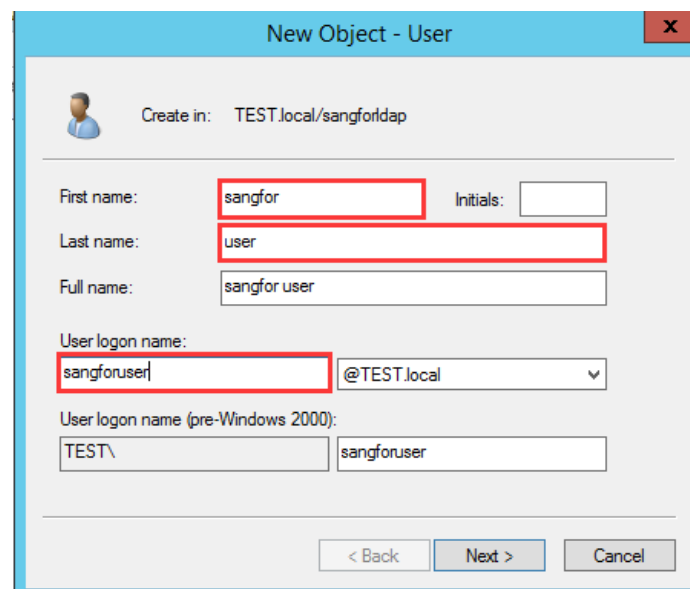 New Object - User
x
Create in: TEST.local/sangforldap
First name: sangfor Initials:
Last name: user
Full name: sangfor user
User logon name:
sangforuser @TEST.local
User logon name (pre-Windows 2000):
TEST\ sangforuser
< Back Next > Cancel